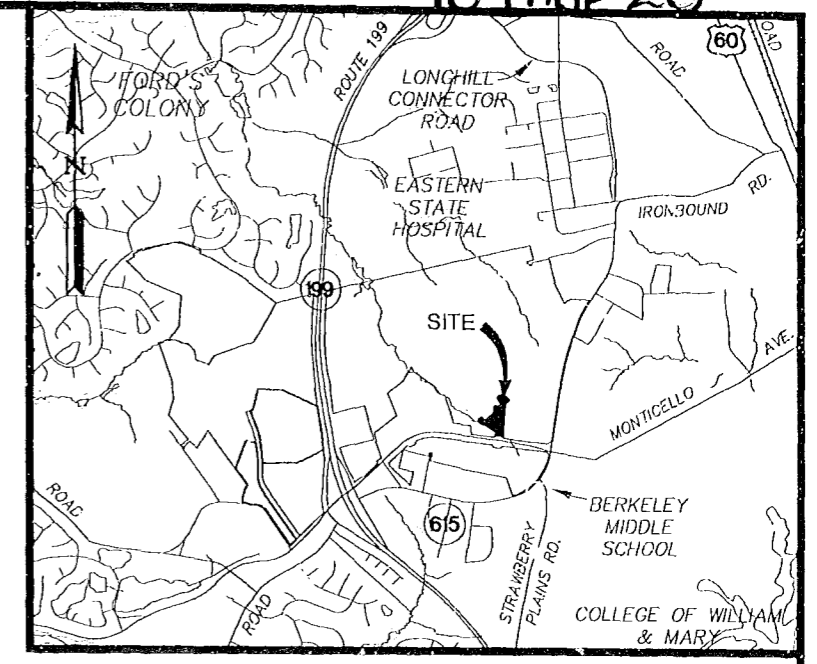 60
ROAD
ROAD
FORD'S
COLONY
ROUTE 199
LONGHILL
CONNECTOR
ROAD
N
EASTERN
STATE
HOSPITAL
IRONBOUND
RD.
199
SITE
MONTICELLO
AVE.
ROAD
615
BERKELEY
MIDDLE
SCHOOL
STRAWBERRY
PLAINS RD.
ROAD
COLLEGE OF WILLIAM
& MARY